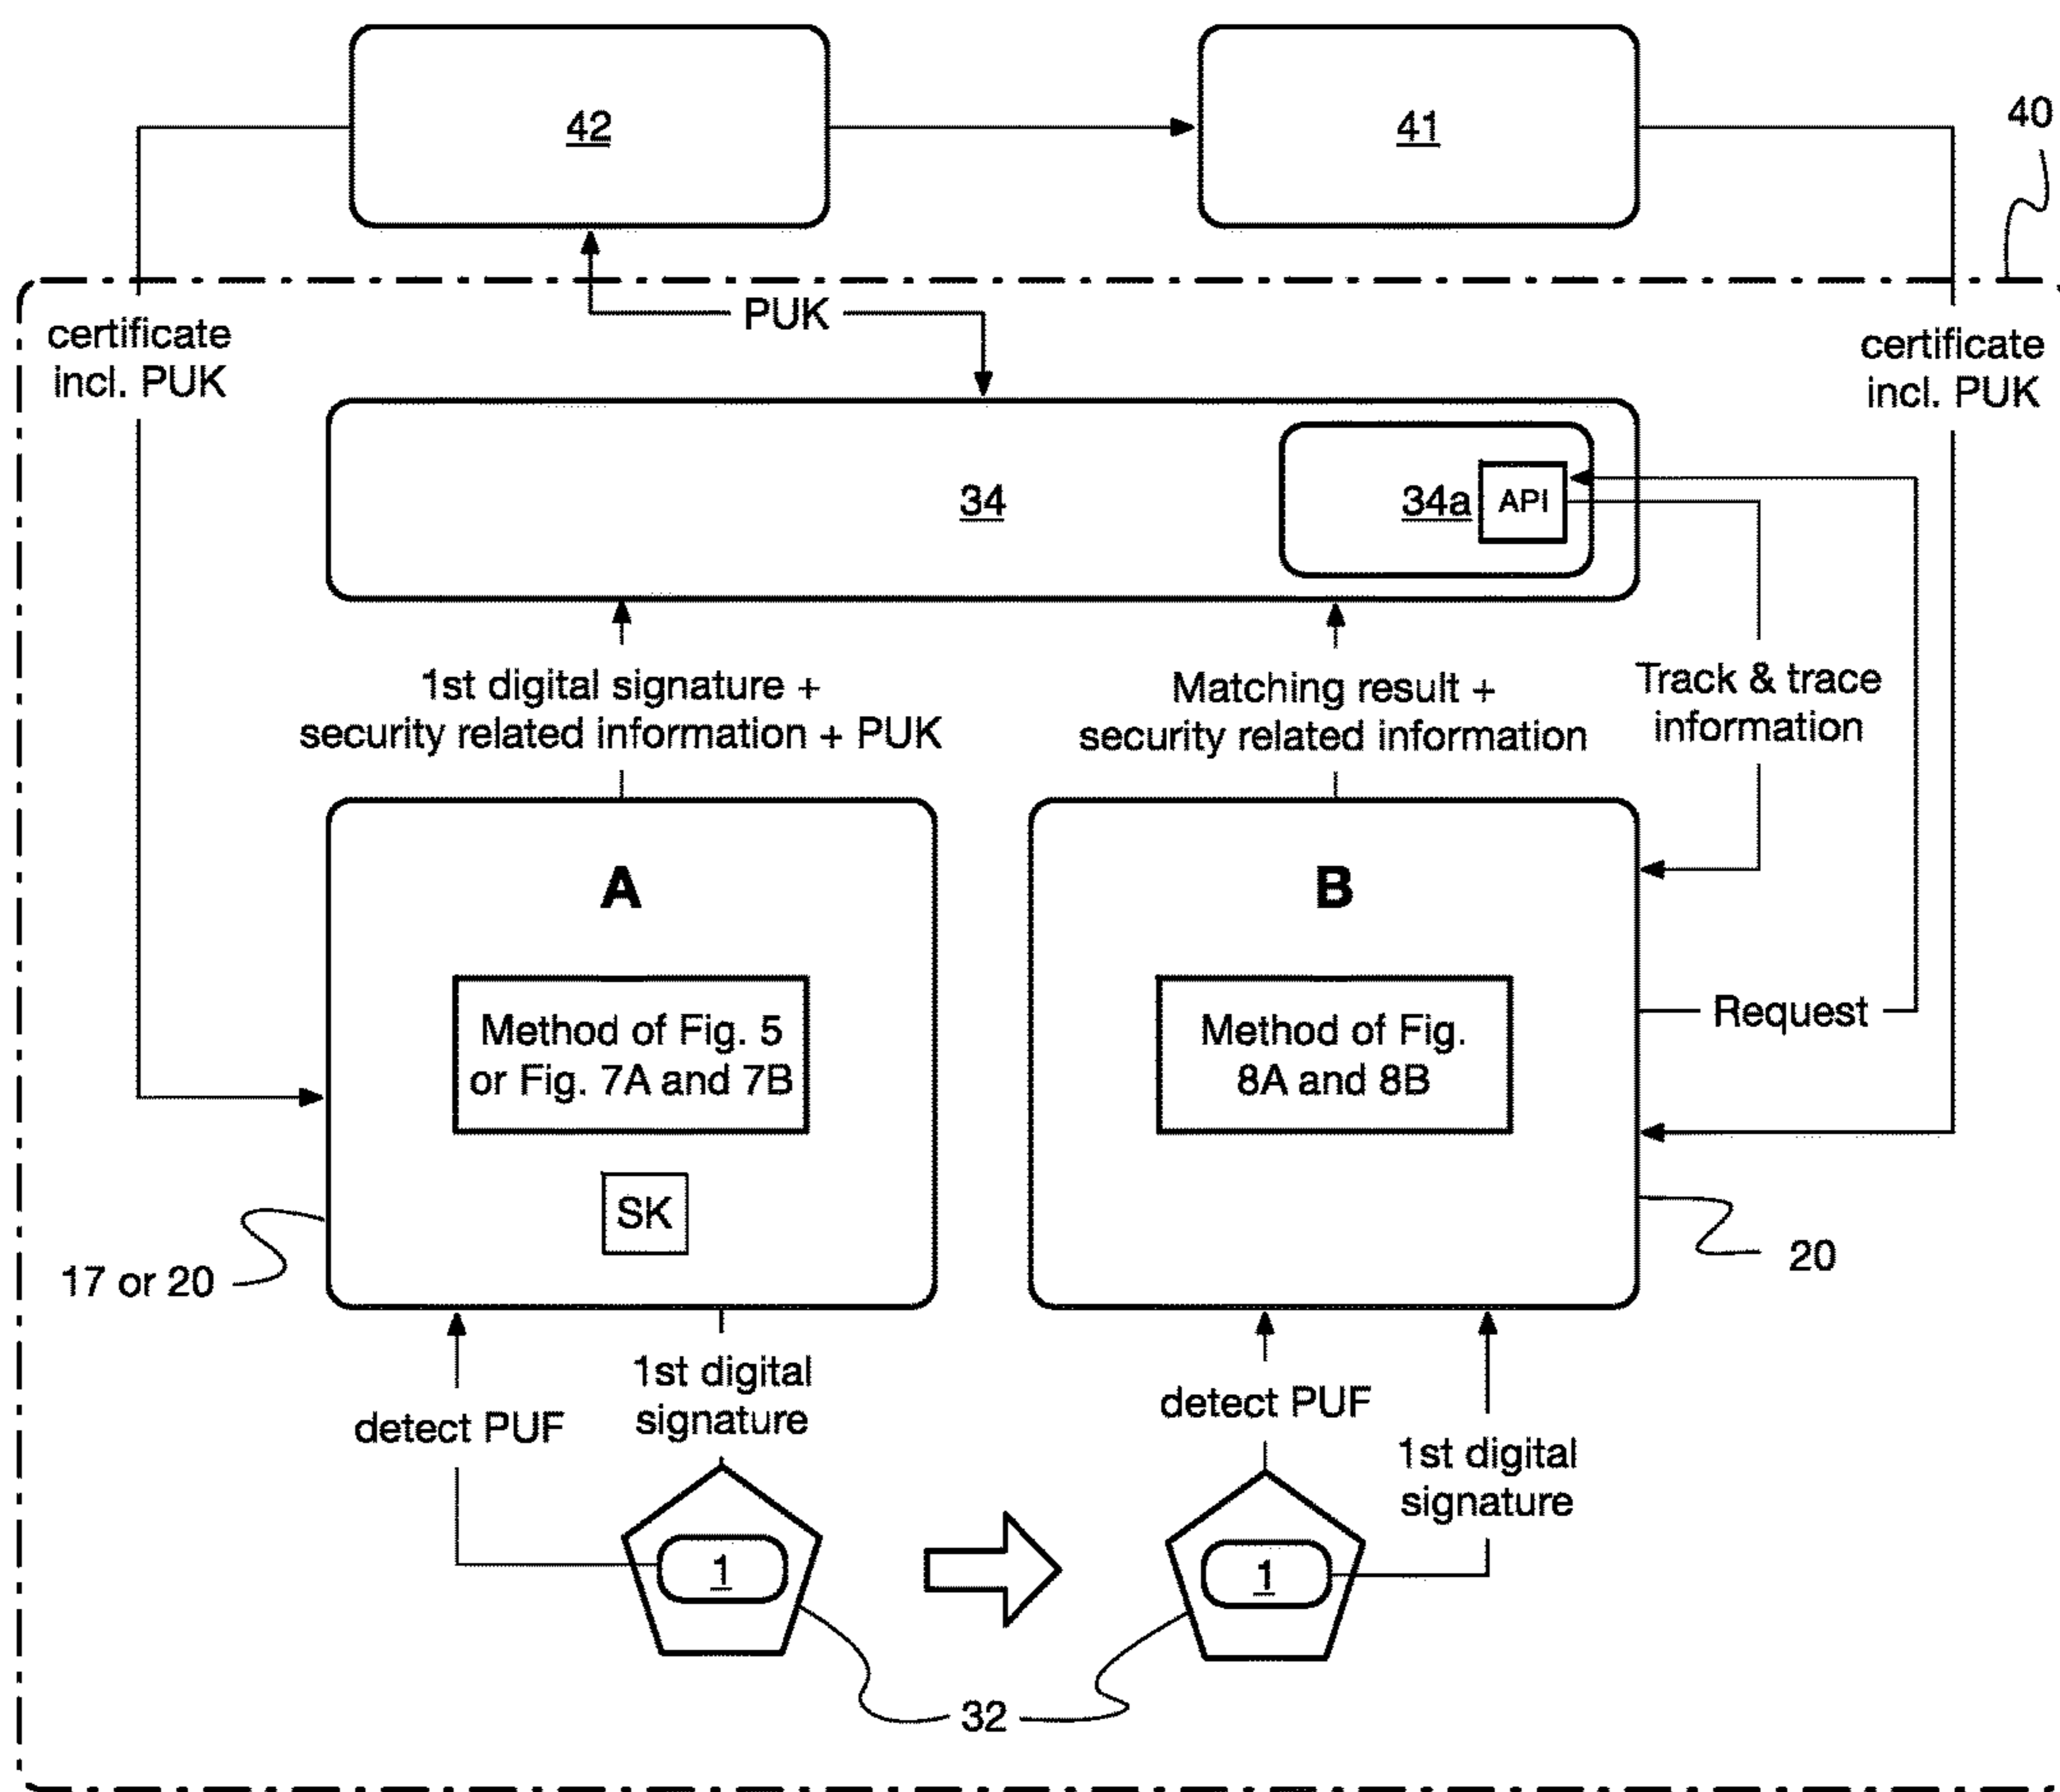 42
41
40
PUK
certificate
incl. PUK
certificate
incl. PUK
34
34a
API
1st digital signature +
security related information + PUK
Matching result +
security related information
Track & trace
information
A
B
Method of Fig. 5
or Fig. 7A and 7B
Method of Fig.
8A and 8B
Request
SK
17 or 20
20
detect PUF
1st digital
signature
detect PUF
1st digital
signature
1
1
32